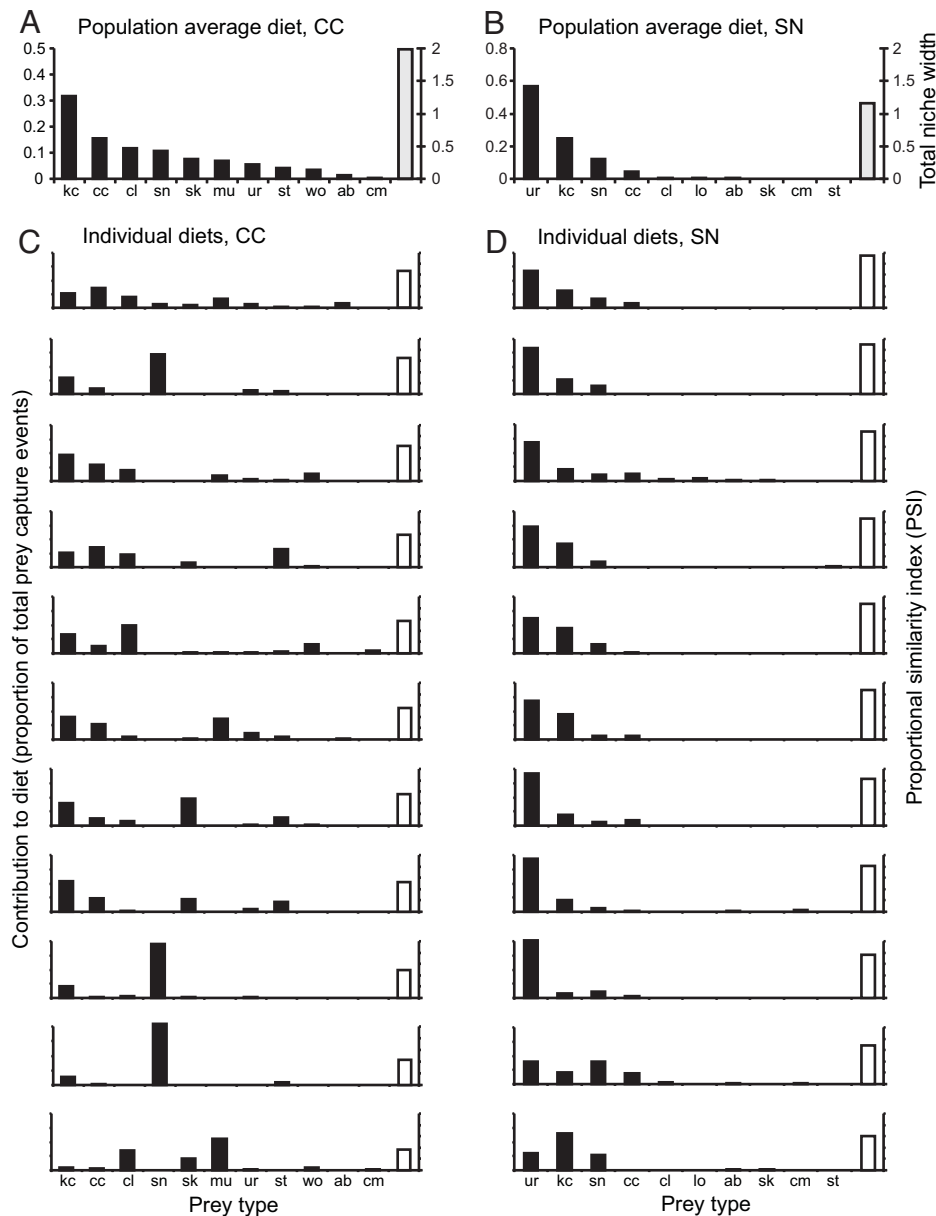 A Population average diet, CC
B Population average diet, SN
0.5
0.4
0.3
0.2
0.1
0
2
1.5
1
0.5
0
kc cc cl sn sk mu ur st wo ab cm
0.8
0.6
0.4
0.2
0
2
1.5
1
0.5
0
ur kc sn cc cl lo ab sk cm st
Total niche width
C Individual diets, CC
D Individual diets, SN
Contribution to diet (proportion of total prey capture events)
Proportional similarity index (PSI)
kc cc cl sn sk mu ur st wo ab cm
Prey type
ur kc sn cc cl lo ab sk cm st
Prey type